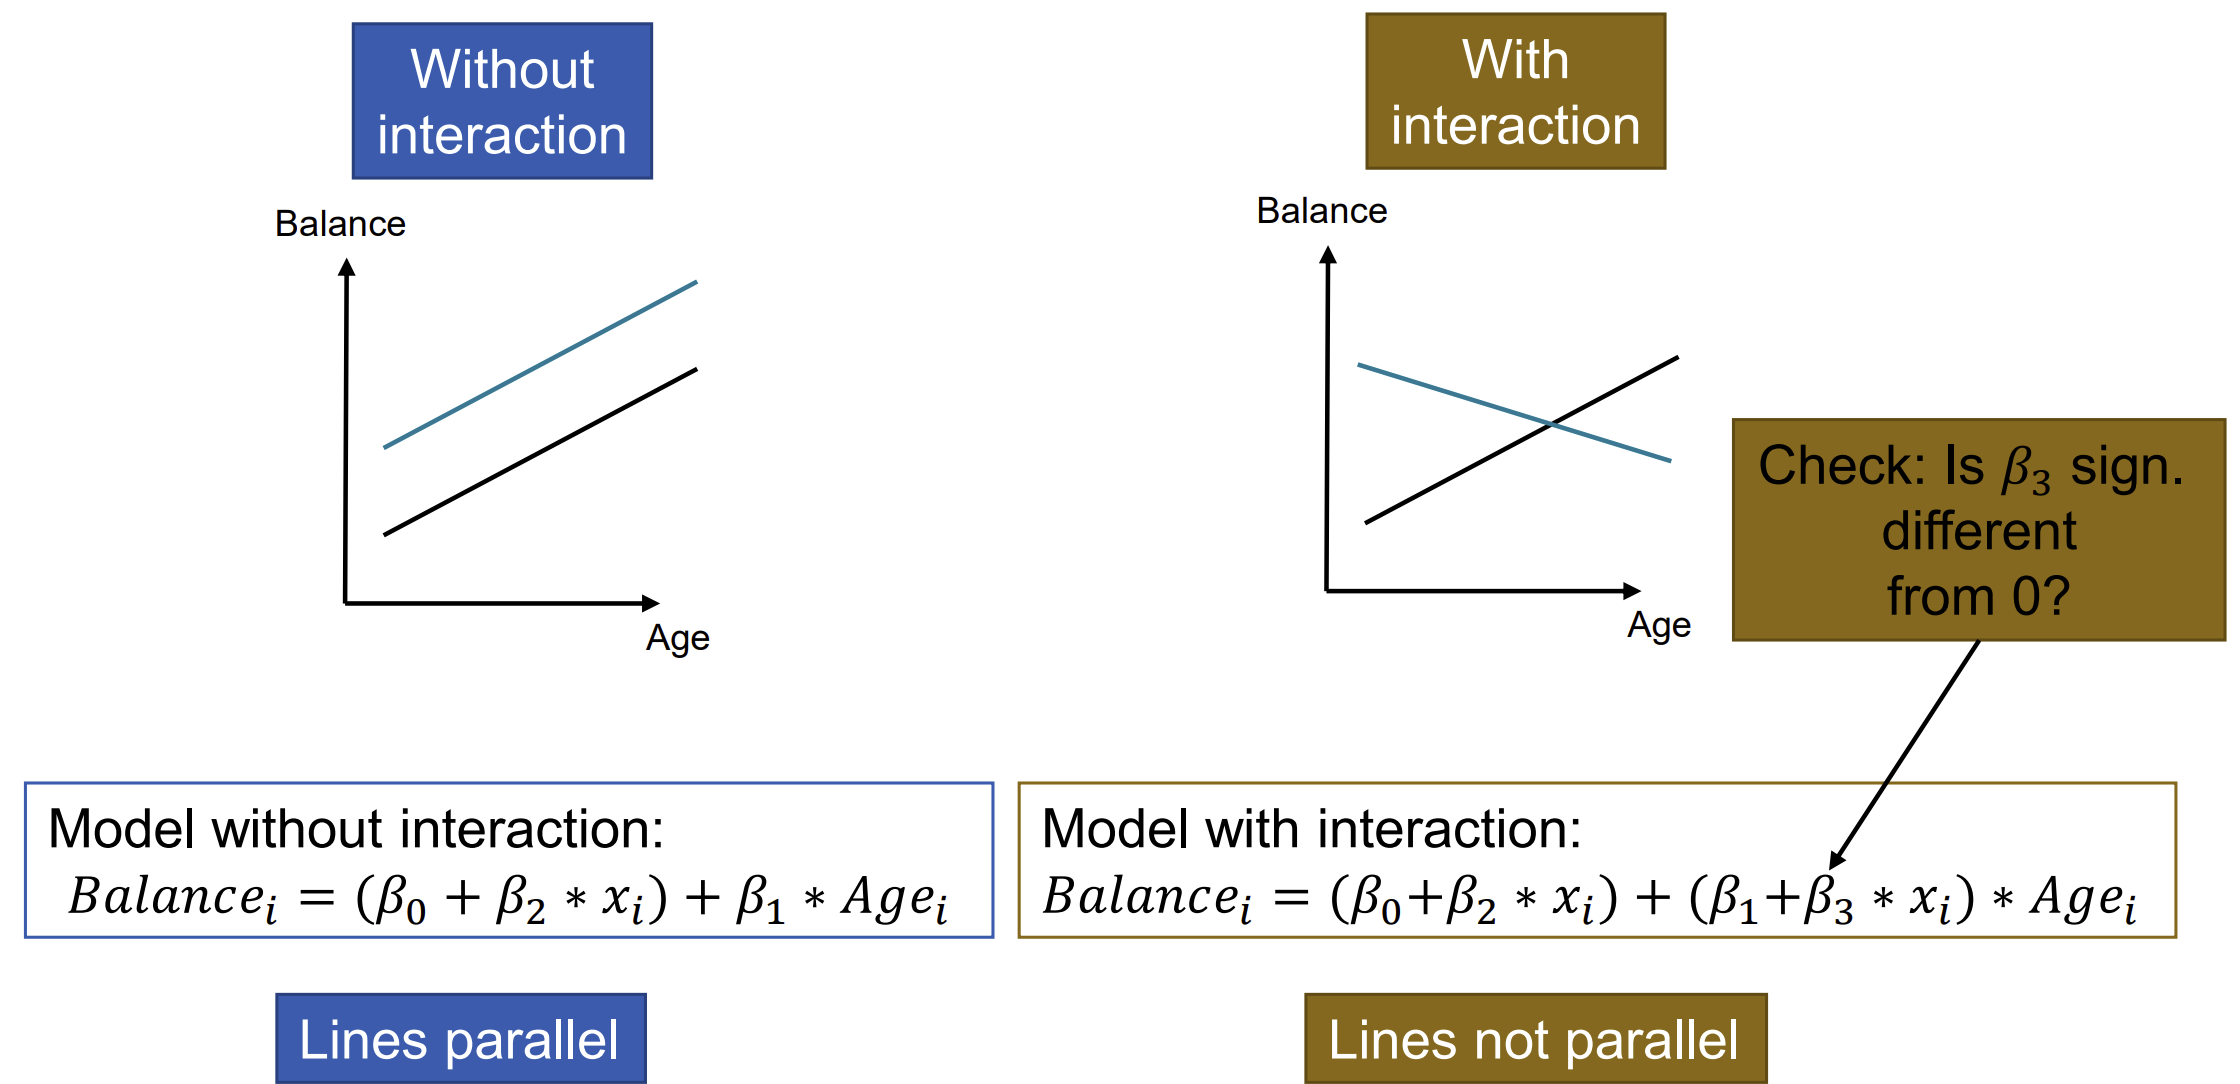 Without
interaction
With
interaction
Balance
Age
Balance
Age
Check: Is β₃ sign.
different
from 0?
Model without interaction:
Balanceᵢ = (β₀ + β₂ ∗ xᵢ) + β₁ ∗ Ageᵢ
Model with interaction:
Balanceᵢ = (β₀+β₂ ∗ xᵢ) + (β₁+β₃ ∗ xᵢ) ∗ Ageᵢ
Lines parallel
Lines not parallel